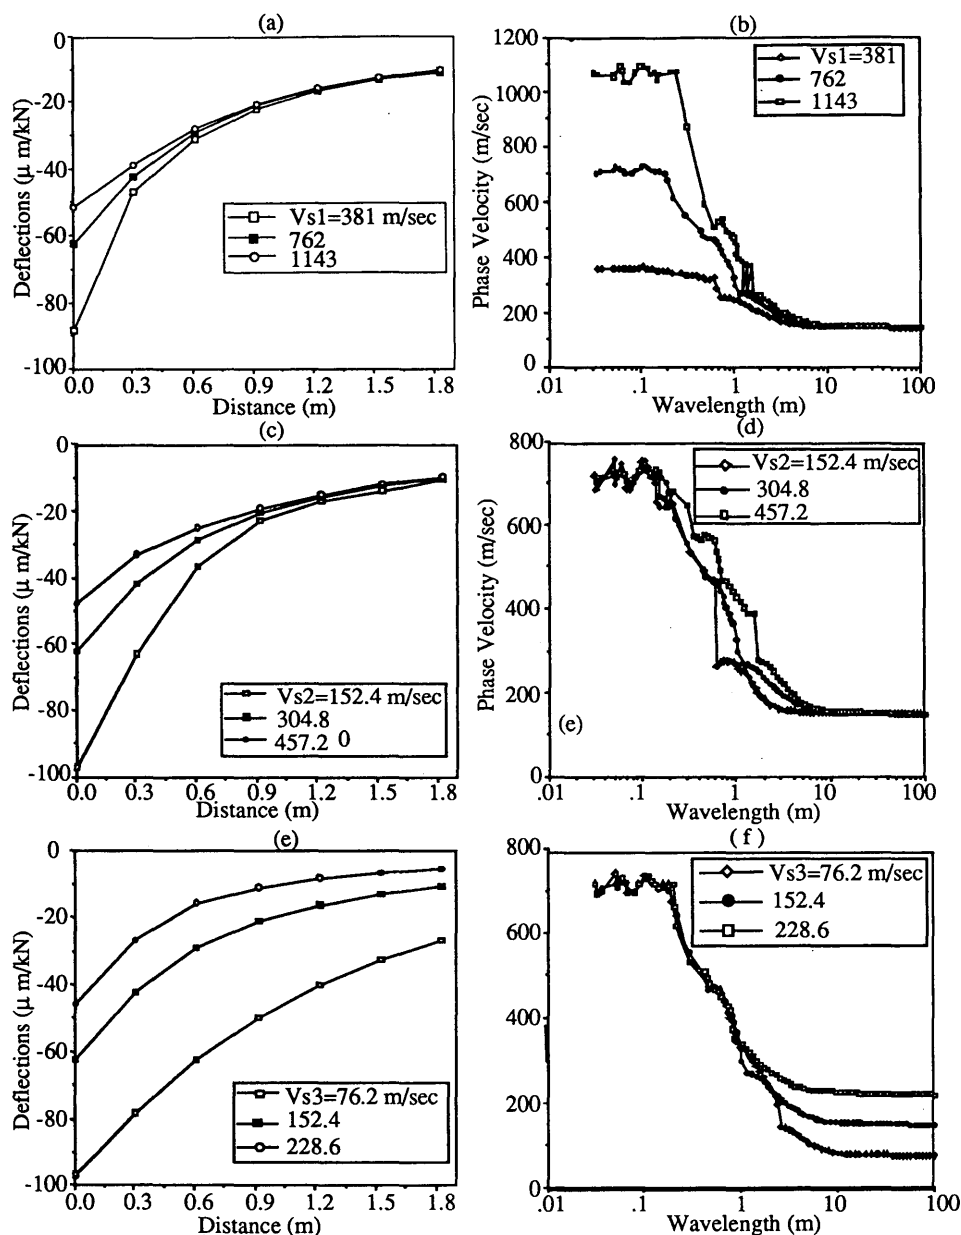 (a)
0
-20
-40
-60
-80
-100
Deflections (μ m/kN)
Vs1=381 m/sec
762
1143
0.0 0.3 0.6 0.9 1.2 1.5 1.8
Distance (m)
(b)
1200
1000
800
600
400
200
0
Phase Velocity (m/sec)
Vs1=381
762
1143
.01 .1 1 10 100
Wavelength (m)
(c)
0
-20
-40
-60
-80
-100
Deflections (μ m/kN)
Vs2=152.4 m/sec
304.8
457.2 0
0.0 0.3 0.6 0.9 1.2 1.5 1.8
Distance (m)
(d)
800
600
400
200
0
Phase Velocity (m/sec)
Vs2=152.4 m/sec
304.8
457.2
(e)
.01 .1 1 10 100
Wavelength (m)
(e)
0
-20
-40
-60
-80
-100
Deflections (μ m/kN)
Vs3=76.2 m/sec
152.4
228.6
0.0 0.3 0.6 0.9 1.2 1.5 1.8
Distance (m)
( f )
800
600
400
200
0
Vs3=76.2 m/sec
152.4
228.6
.01 .1 1 10 100
Wavelength (m)